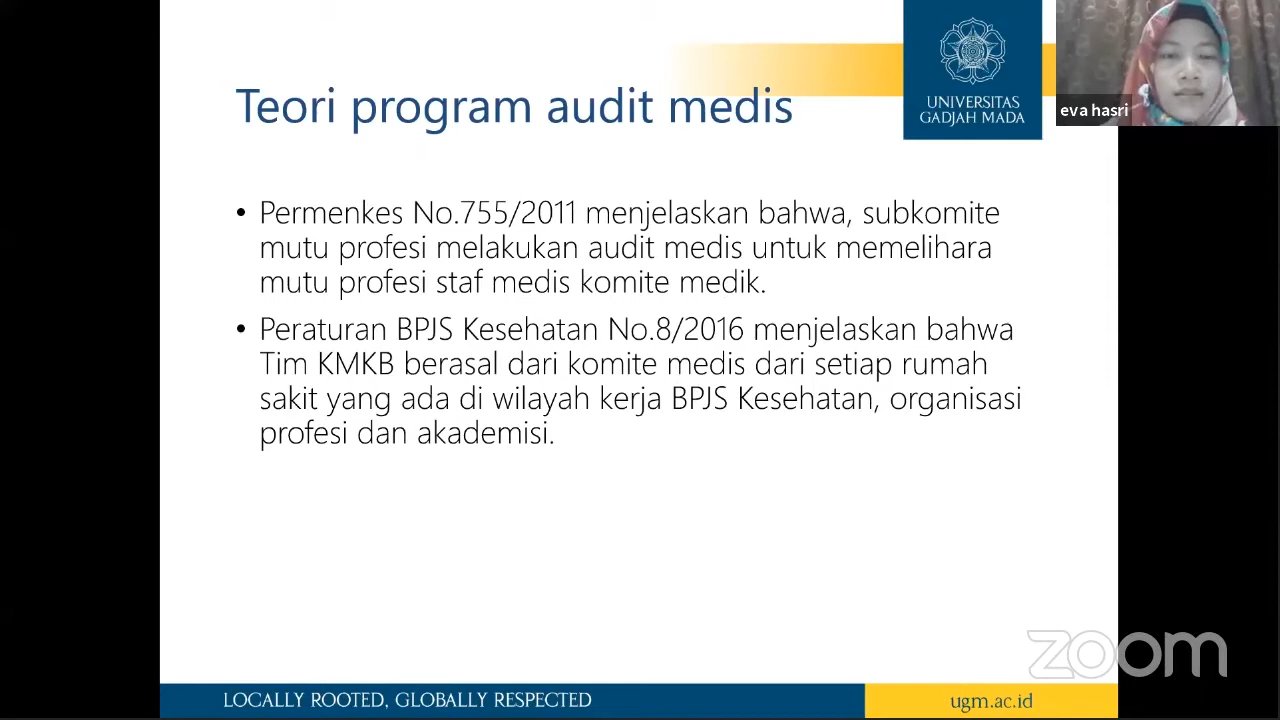 Teori program audit medis
UNIVERSITAS
GADJAH MADA
eva hasri
• Permenkes No.755/2011 menjelaskan bahwa, subkomite
mutu profesi melakukan audit medis untuk memelihara
mutu profesi staf medis komite medik.
• Peraturan BPJS Kesehatan No.8/2016 menjelaskan bahwa
Tim KMKB berasal dari komite medis dari setiap rumah
sakit yang ada di wilayah kerja BPJS Kesehatan, organisasi
profesi dan akademisi.
zoom
LOCALLY ROOTED, GLOBALLY RESPECTED
ugm.ac.id